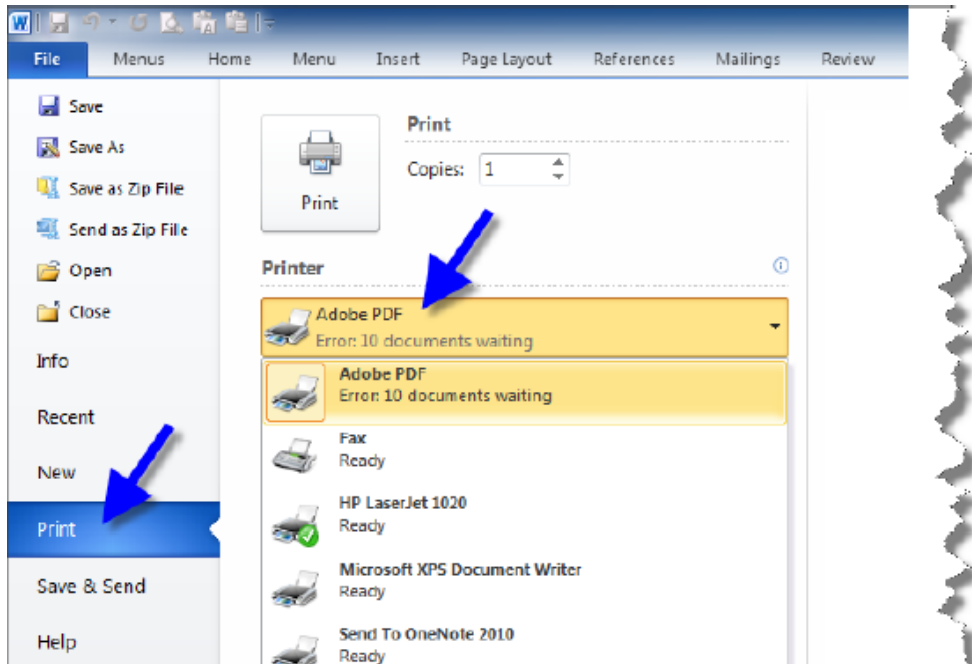 W
File Menus Home Menu Insert Page Layout References Mailings Review
Save
Save As
Save as Zip File
Send as Zip File
Open
Close
Info
Recent
New
Print
Save & Send
Help
Print
Print
Copies: 1
Printer
Adobe PDF
Error: 10 documents waiting
Adobe PDF
Error: 10 documents waiting
Fax
Ready
HP LaserJet 1020
Ready
Microsoft XPS Document Writer
Ready
Send To OneNote 2010
Ready